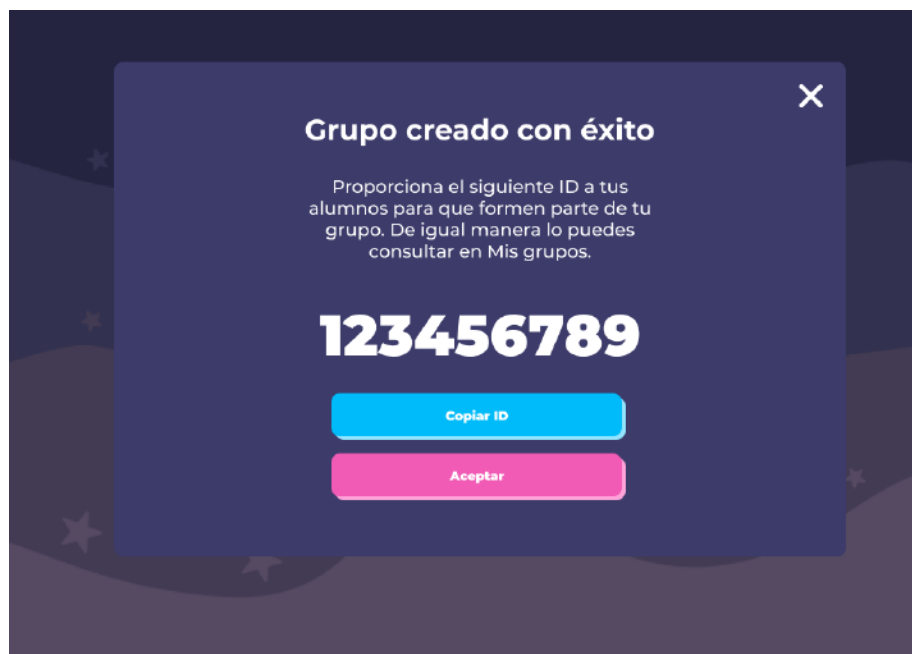 Grupo creado con éxito
Proporciona el siguiente ID a tus
alumnos para que formen parte de tu
grupo. De igual manera lo puedes
consultar en Mis grupos.
123456789
Copiar ID
Aceptar